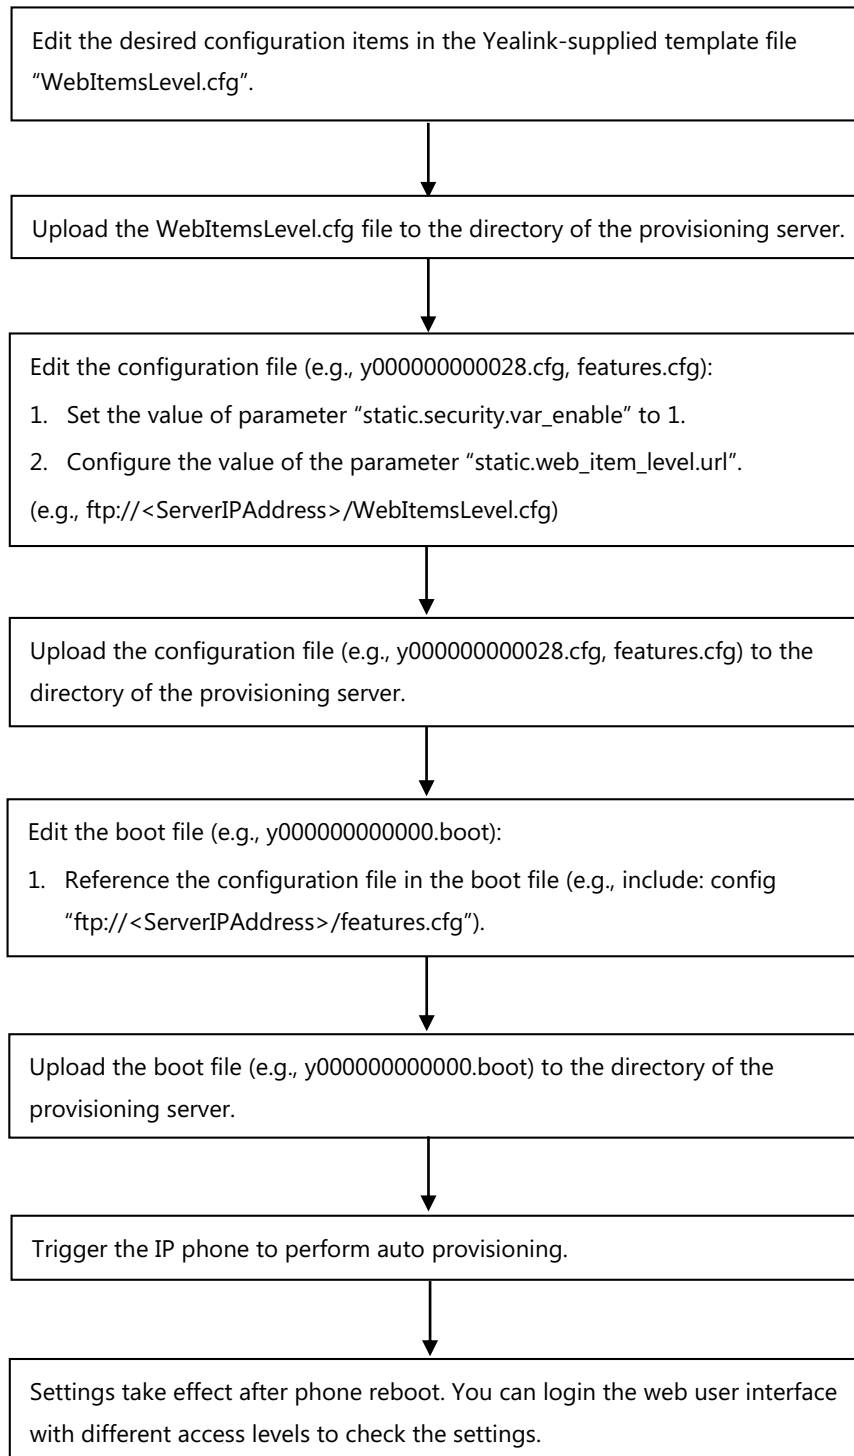 Edit the desired configuration items in the Yealink-supplied template file
“WebItemsLevel.cfg”.
Upload the WebItemsLevel.cfg file to the directory of the provisioning server.
Edit the configuration file (e.g., y000000000028.cfg, features.cfg):
1. Set the value of parameter “static.security.var_enable” to 1.
2. Configure the value of the parameter “static.web_item_level.url”.
(e.g., ftp://<ServerIPAddress>/WebItemsLevel.cfg)
Upload the configuration file (e.g., y000000000028.cfg, features.cfg) to the
directory of the provisioning server.
Edit the boot file (e.g., y000000000000.boot):
1. Reference the configuration file in the boot file (e.g., include: config
“ftp://<ServerIPAddress>/features.cfg”).
Upload the boot file (e.g., y000000000000.boot) to the directory of the
provisioning server.
Trigger the IP phone to perform auto provisioning.
Settings take effect after phone reboot. You can login the web user interface
with different access levels to check the settings.